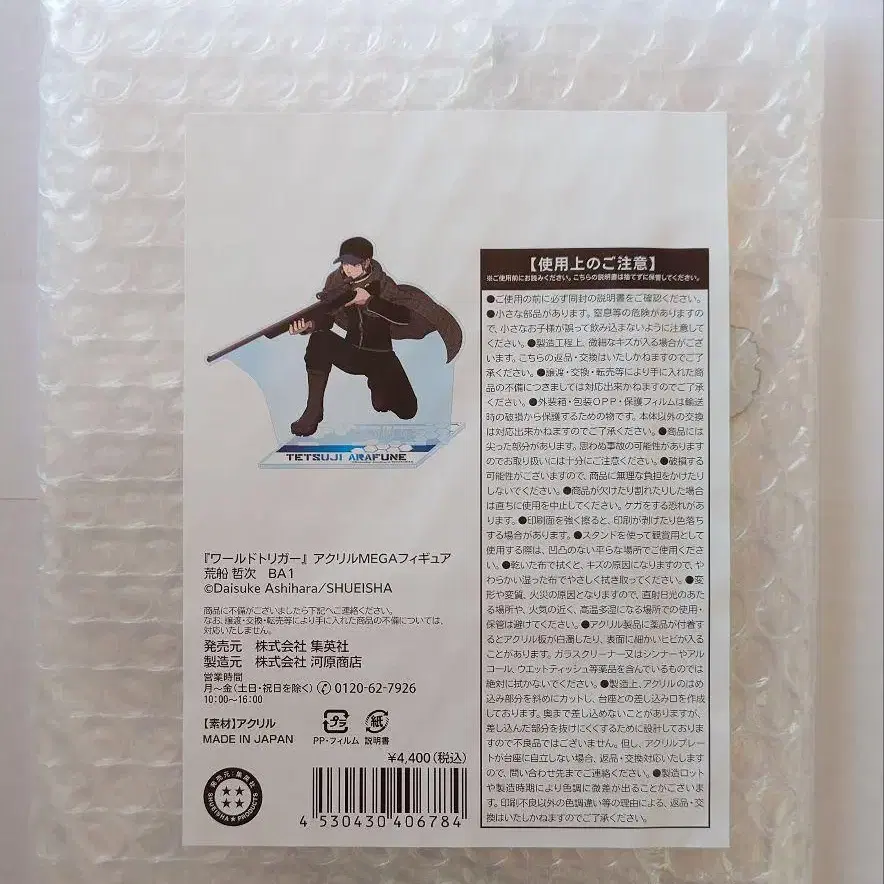 TETSUJI ARAFUNE
『ワールドトリガー』アクリルMEGAフィギュア
荒船 哲次　BA1
©Daisuke Ashihara/SHUEISHA
商品に不備がございましたら下記へご連絡ください。
なお、譲渡・交換・転売等により手に入れた商品の不備については、
対応いたしません。
発売元　株式会社 集英社
製造元　株式会社 河原商店
営業時間
月～金(土日・祝日を除く) 0120-62-7926
10:00～16:00
【素材】アクリル
MADE IN JAPAN
プラ
紙
PP・フィルム 説明書
¥4,400(税込)
発売元：集英社
SHUEISHA★PRODUCTS
4 530430 406784
【使用上のご注意】
※ご使用前にお読みください。こちらの説明書は捨てずに保管してください。
●ご使用の前に必ず同封の説明書をご確認ください。
●小さな部品があります。窒息等の危険がありますの
で、小さなお子様が誤って飲み込まないように注意して
ください。●製造工程上、微細なキズが入る場合がござ
います。こちらの返品・交換はいたしかねますのでご了
承ください。●譲渡・交換・転売等により手に入れた商
品の不備につきましては対応出来かねますのでご了承
ください。●外装箱・包装OPP・保護フィルムは輸送
時の破損から保護するための物です。本体以外の交換
は対応出来かねますのでご了承ください。●商品には
尖った部分があります。思わぬ事故の可能性があります
のでお取り扱いには十分にご注意ください。●破損する
可能性がございますので、商品に無理な負担をかけたり
しないでください。●商品が欠けたり割れたりした場合
は直ちに使用を中止してください。ケガをする恐れがあ
ります。●印刷面を強く擦ると、印刷が剥げたり色落ち
する場合があります。●スタンドを使って観賞用として
使用する際は、凹凸のない平らな場所でご使用くださ
い。●乾いた布で拭くと、キズの原因になりますので、や
わらかい湿った布でやさしく拭き取ってください。●変
形や変質、火災の原因となりますので、直射日光のあた
る場所や、火気の近く、高温多湿になる場所での使用・
保管は避けてください。●アクリル製品に薬品が付着す
るとアクリル板が白濁したり、表面に細かいヒビが入る
ことがあります。ガラスクリーナー又はシンナーやアル
コール、ウエットティッシュ等薬品を含んでいるものでは
絶対に拭かないでください。●製造上、アクリルのはめ
込み部分を斜めにカットし、台座との差し込み口を作成
しております。奥まで差し込めないことがありますが、
差し込んだ部分を抜けにくくするために設計しております
ので不良品ではございません。但し、アクリルプレート
が台座に自立しない場合、返品・交換対応いたします
ので、問い合わせ先までご連絡ください。●製造ロット
や製造時期により色調に微差が出ることがございま
す。印刷不良以外の色調違い等の理由による、返品・交
換はいたしかねますのでご了承ください。